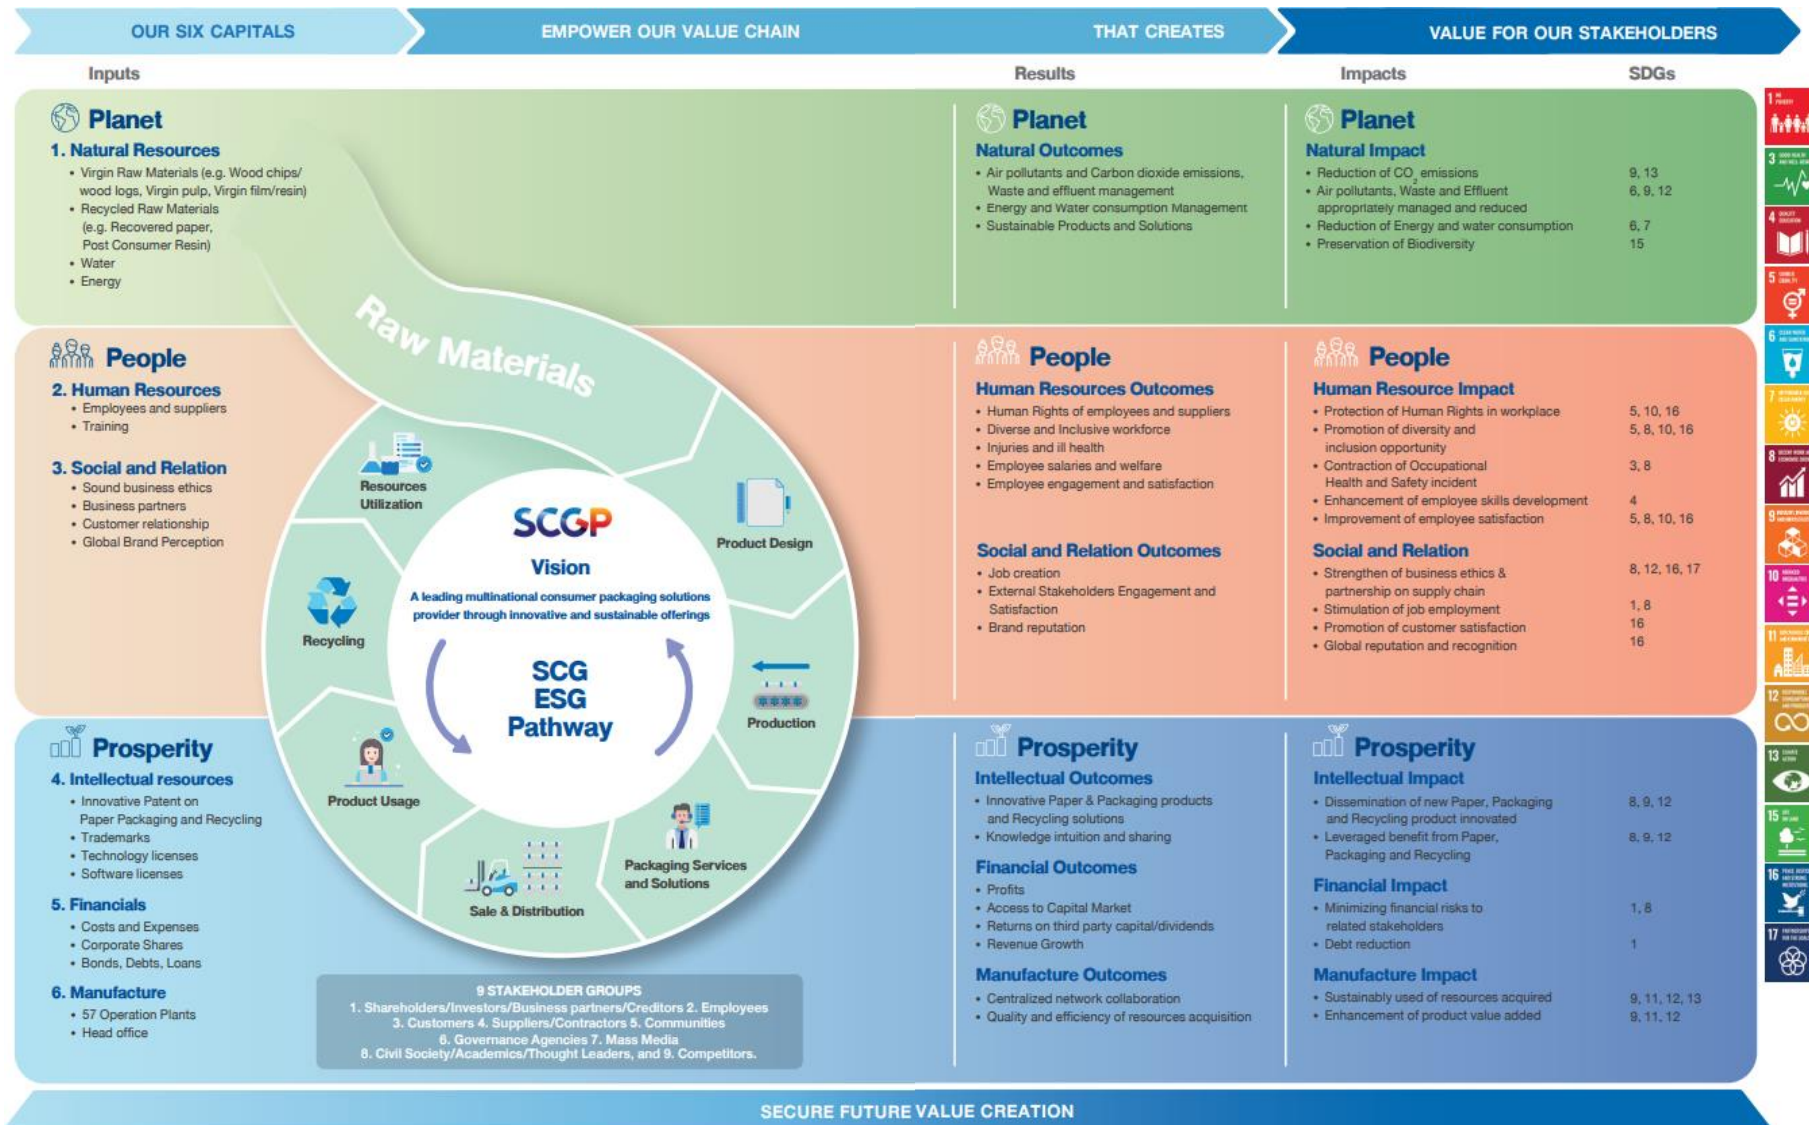 OUR SIX CAPITALS
EMPOWER OUR VALUE CHAIN
THAT CREATES
VALUE FOR OUR STAKEHOLDERS
Inputs
Results
Impacts
SDGs
Planet
1. Natural Resources
• Virgin Raw Materials (e.g. Wood chips/
wood logs, Virgin pulp, Virgin film/resin)
• Recycled Raw Materials
(e.g. Recovered paper,
Post Consumer Resin)
• Water
• Energy
Planet
Natural Outcomes
• Air pollutants and Carbon dioxide emissions,
Waste and effluent management
• Energy and Water consumption Management
• Sustainable Products and Solutions
Planet
Natural Impact
• Reduction of CO2 emissions 9, 13
• Air pollutants, Waste and Effluent 6, 9, 12
appropriately managed and reduced
• Reduction of Energy and water consumption 6, 7
• Preservation of Biodiversity 15
People
2. Human Resources
• Employees and suppliers
• Training
3. Social and Relation
• Sound business ethics
• Business partners
• Customer relationship
• Global Brand Perception
People
Human Resources Outcomes
• Human Rights of employees and suppliers
• Diverse and Inclusive workforce
• Injuries and ill health
• Employee salaries and welfare
• Employee engagement and satisfaction
Social and Relation Outcomes
• Job creation
• External Stakeholders Engagement and
Satisfaction
• Brand reputation
People
Human Resource Impact
• Protection of Human Rights in workplace 5, 10, 16
• Promotion of diversity and 5, 8, 10, 16
inclusion opportunity
• Contraction of Occupational 3, 8
Health and Safety incident
• Enhancement of employee skills development 4
• Improvement of employee satisfaction 5, 8, 10, 16
Social and Relation
• Strengthen of business ethics & 8, 12, 16, 17
partnership on supply chain
• Stimulation of job employment 1, 8
• Promotion of customer satisfaction 16
• Global reputation and recognition 16
Prosperity
4. Intellectual resources
• Innovative Patent on
Paper Packaging and Recycling
• Trademarks
• Technology licenses
• Software licenses
5. Financials
• Costs and Expenses
• Corporate Shares
• Bonds, Debts, Loans
6. Manufacture
• 57 Operation Plants
• Head office
Prosperity
Intellectual Outcomes
• Innovative Paper & Packaging products
and Recycling solutions
• Knowledge intuition and sharing
Financial Outcomes
• Profits
• Access to Capital Market
• Returns on third party capital/dividends
• Revenue Growth
Manufacture Outcomes
• Centralized network collaboration
• Quality and efficiency of resources acquisition
Prosperity
Intellectual Impact
• Dissemination of new Paper, Packaging 8, 9, 12
and Recycling product innovated
• Leveraged benefit from Paper, 8, 9, 12
Packaging and Recycling
Financial Impact
• Minimizing financial risks to 1, 8
related stakeholders
• Debt reduction 1
Manufacture Impact
• Sustainably used of resources acquired 9, 11, 12, 13
• Enhancement of product value added 9, 11, 12
Raw Materials
Resources
Utilization
Product Design
Production
Packaging Services
and Solutions
Sale & Distribution
Product Usage
Recycling
SCGP
Vision
A leading multinational consumer packaging solutions
provider through innovative and sustainable offerings
SCG
ESG
Pathway
9 STAKEHOLDER GROUPS
1. Shareholders/Investors/Business partners/Creditors 2. Employees
3. Customers 4. Suppliers/Contractors 5. Communities
6. Governance Agencies 7. Mass Media
8. Civil Society/Academics/Thought Leaders, and 9. Competitors.
1
3
4
5
6
7
8
9
10
11
12
13
15
16
17
SECURE FUTURE VALUE CREATION